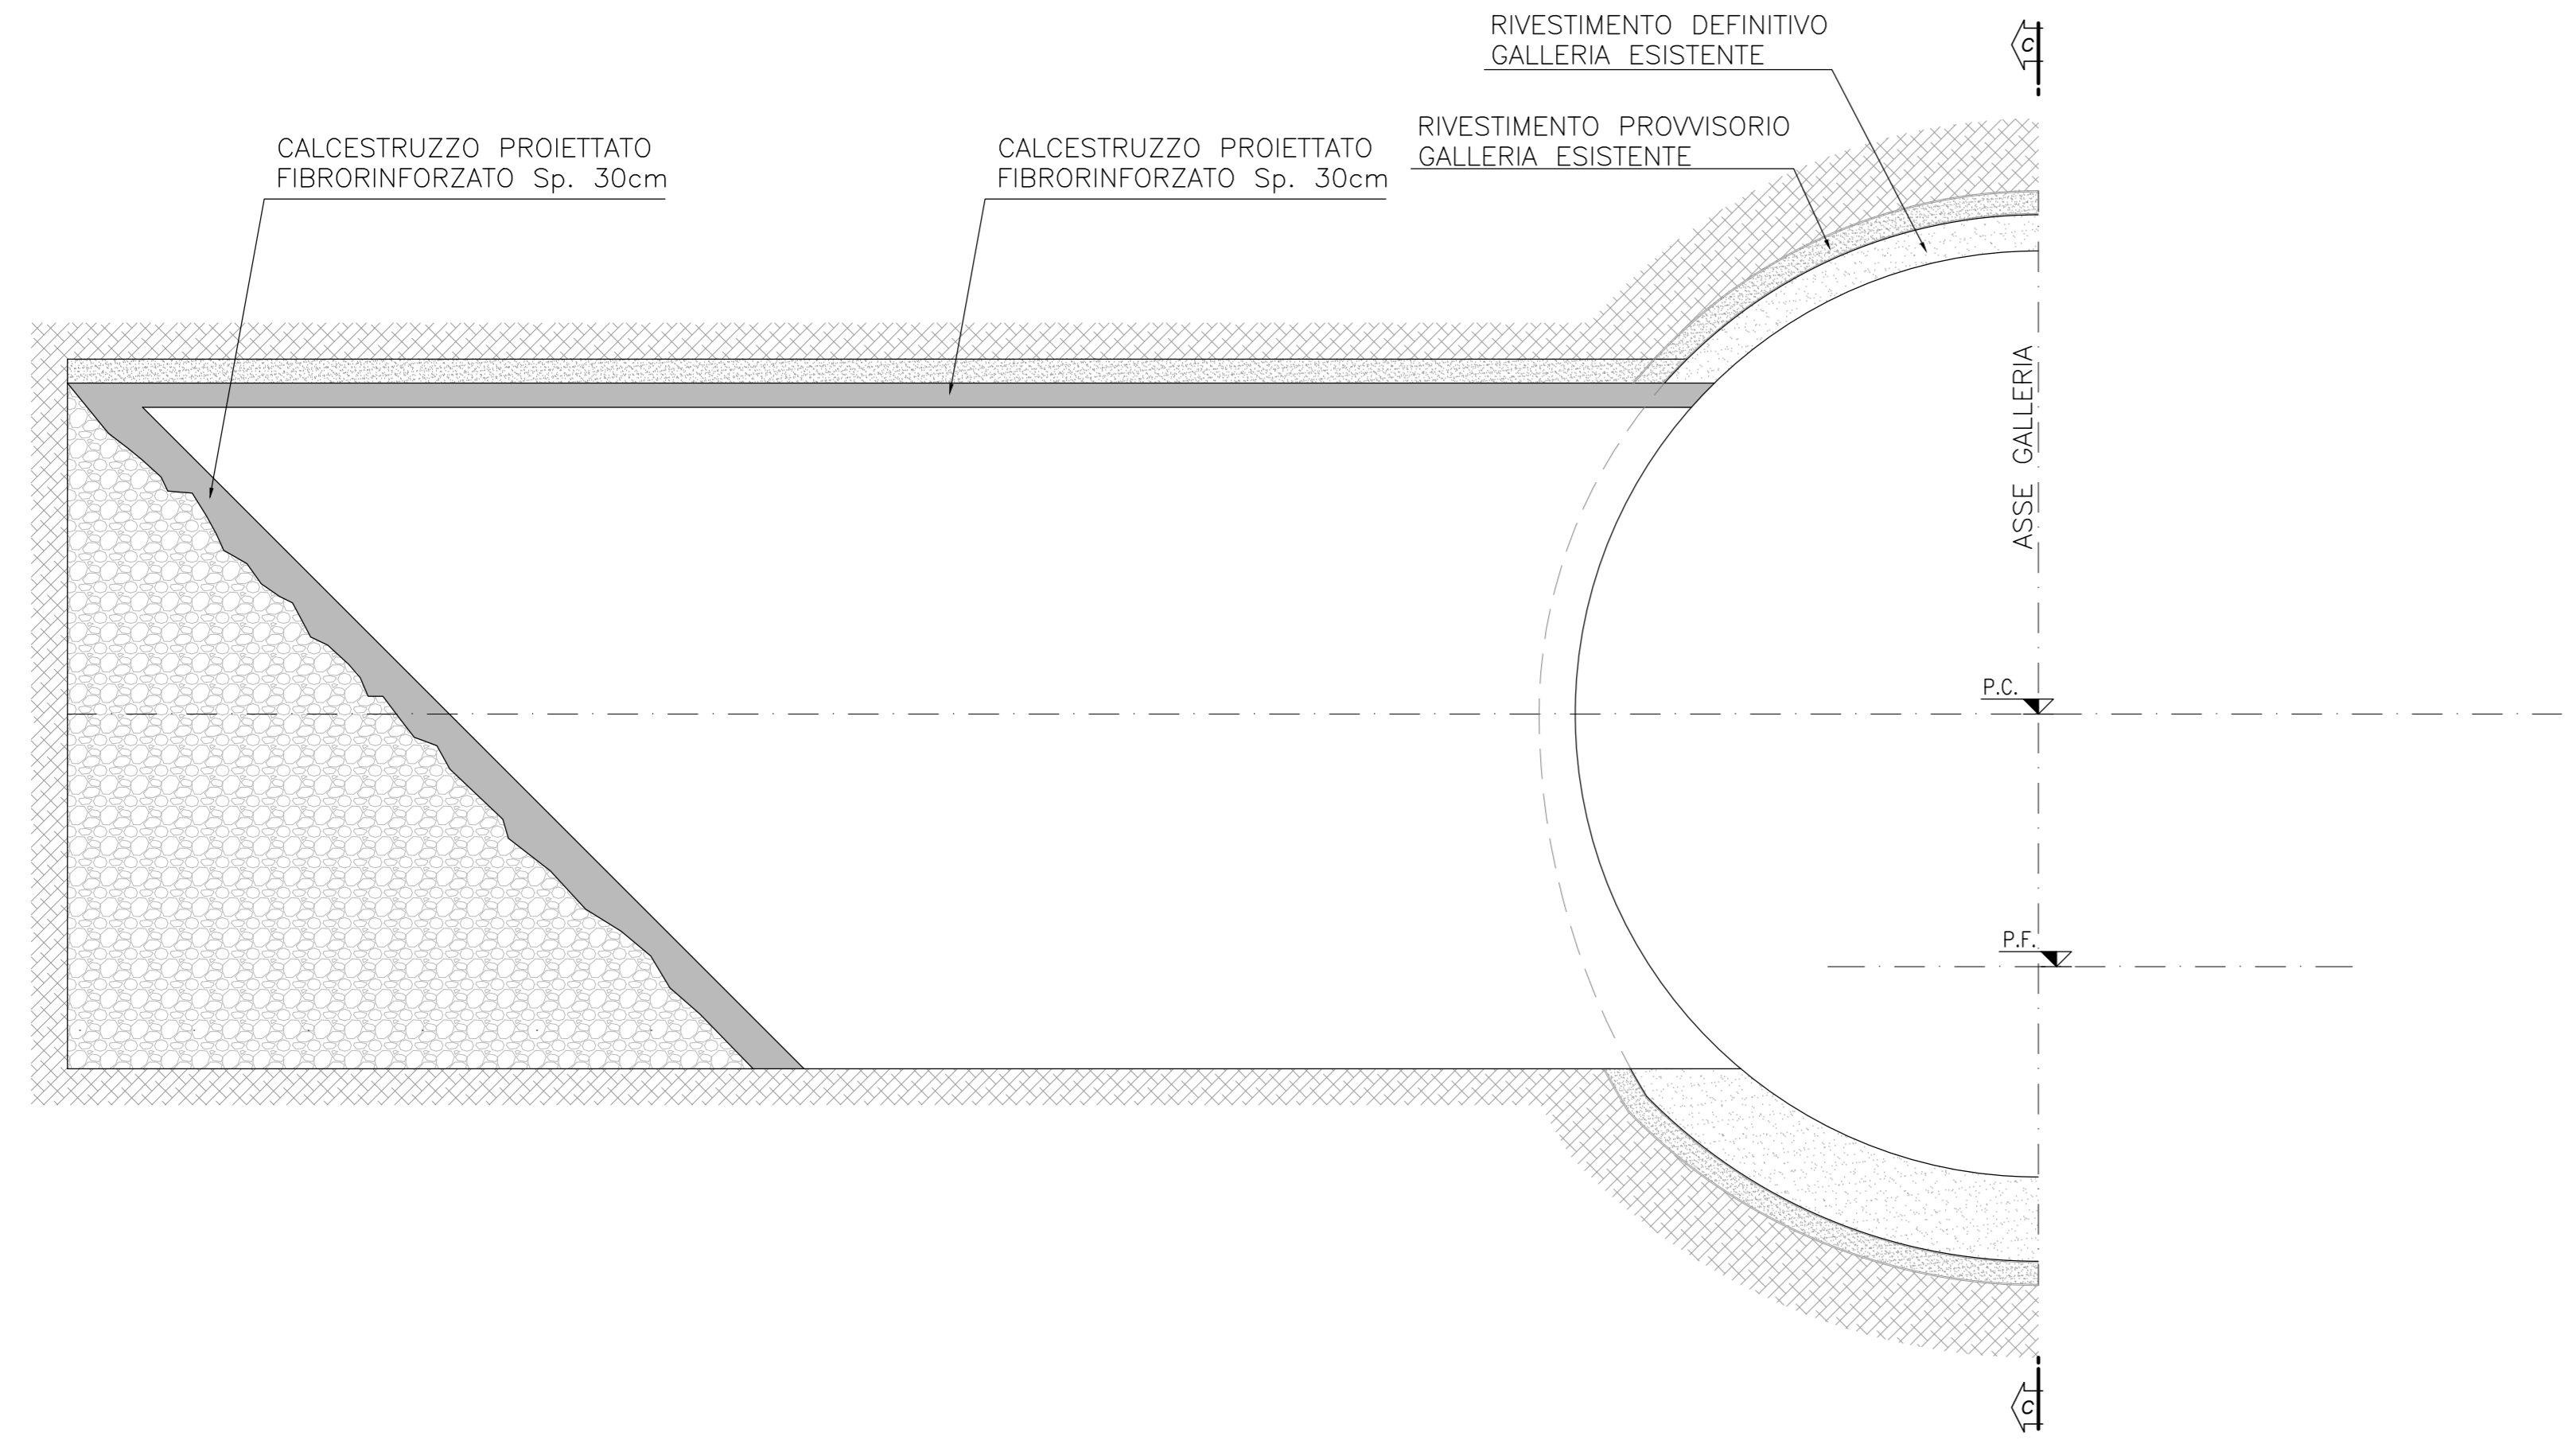 RIVESTIMENTO DEFINITIVO
GALLERIA ESISTENTE
C
RIVESTIMENTO PROVVISORIO
GALLERIA ESISTENTE
CALCESTRUZZO PROIETTATO
FIBRORINFORZATO Sp. 30cm
CALCESTRUZZO PROIETTATO
FIBRORINFORZATO Sp. 30cm
ASSE GALLERIA
P.C.
P.F.
C